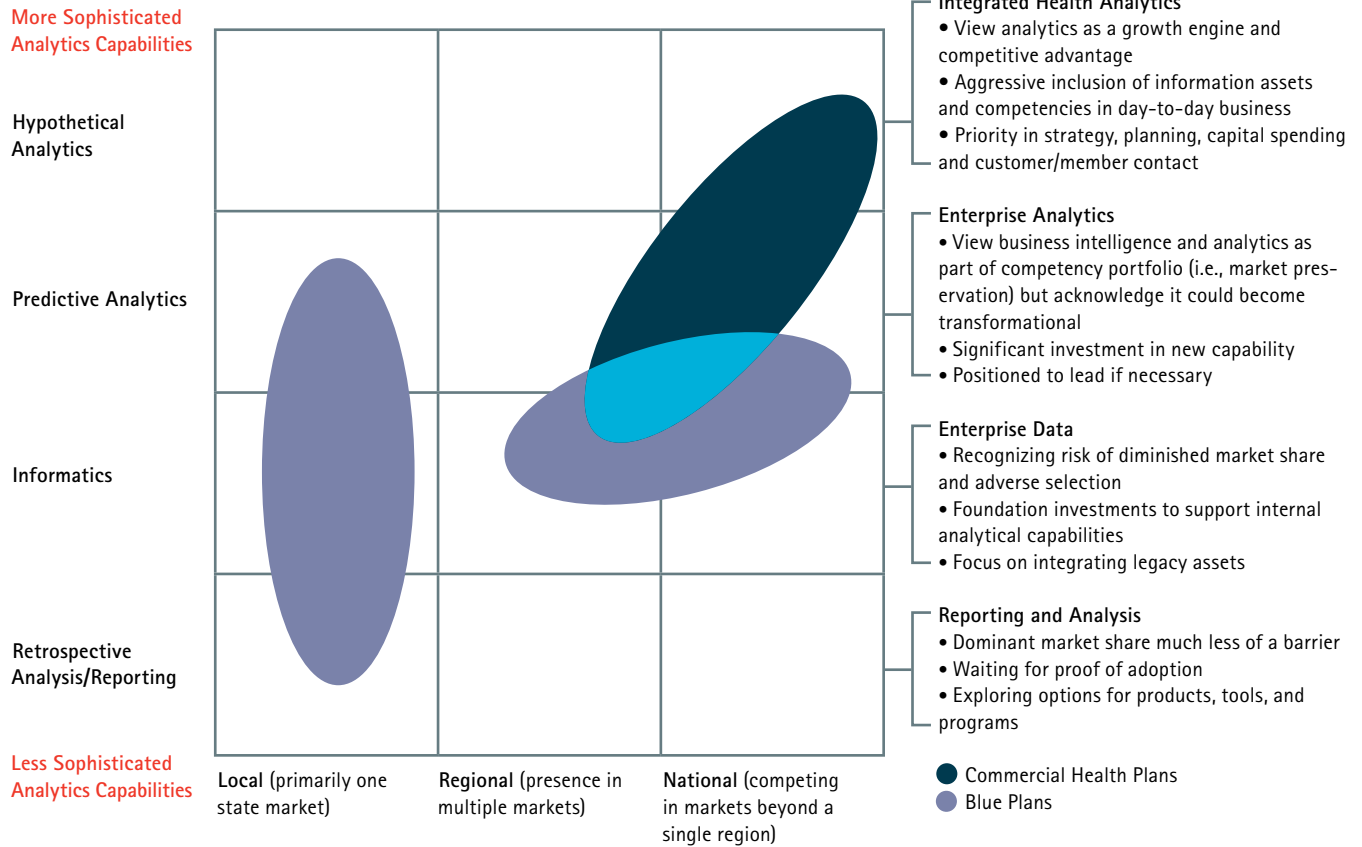 More Sophisticated
Analytics Capabilities
Hypothetical
Analytics
Predictive Analytics
Informatics
Retrospective
Analysis/Reporting
Less Sophisticated
Analytics Capabilities
Local (primarily one
state market)
Regional (presence in
multiple markets)
National (competing
in markets beyond a
single region)
Integrated Health Analytics
• View analytics as a growth engine and
competitive advantage
• Aggressive inclusion of information assets
and competencies in day-to-day business
• Priority in strategy, planning, capital spending
and customer/member contact
Enterprise Analytics
• View business intelligence and analytics as
part of competency portfolio (i.e., market pres-
ervation) but acknowledge it could become
transformational
• Significant investment in new capability
• Positioned to lead if necessary
Enterprise Data
• Recognizing risk of diminished market share
and adverse selection
• Foundation investments to support internal
analytical capabilities
• Focus on integrating legacy assets
Reporting and Analysis
• Dominant market share much less of a barrier
• Waiting for proof of adoption
• Exploring options for products, tools, and
programs
Commercial Health Plans
Blue Plans